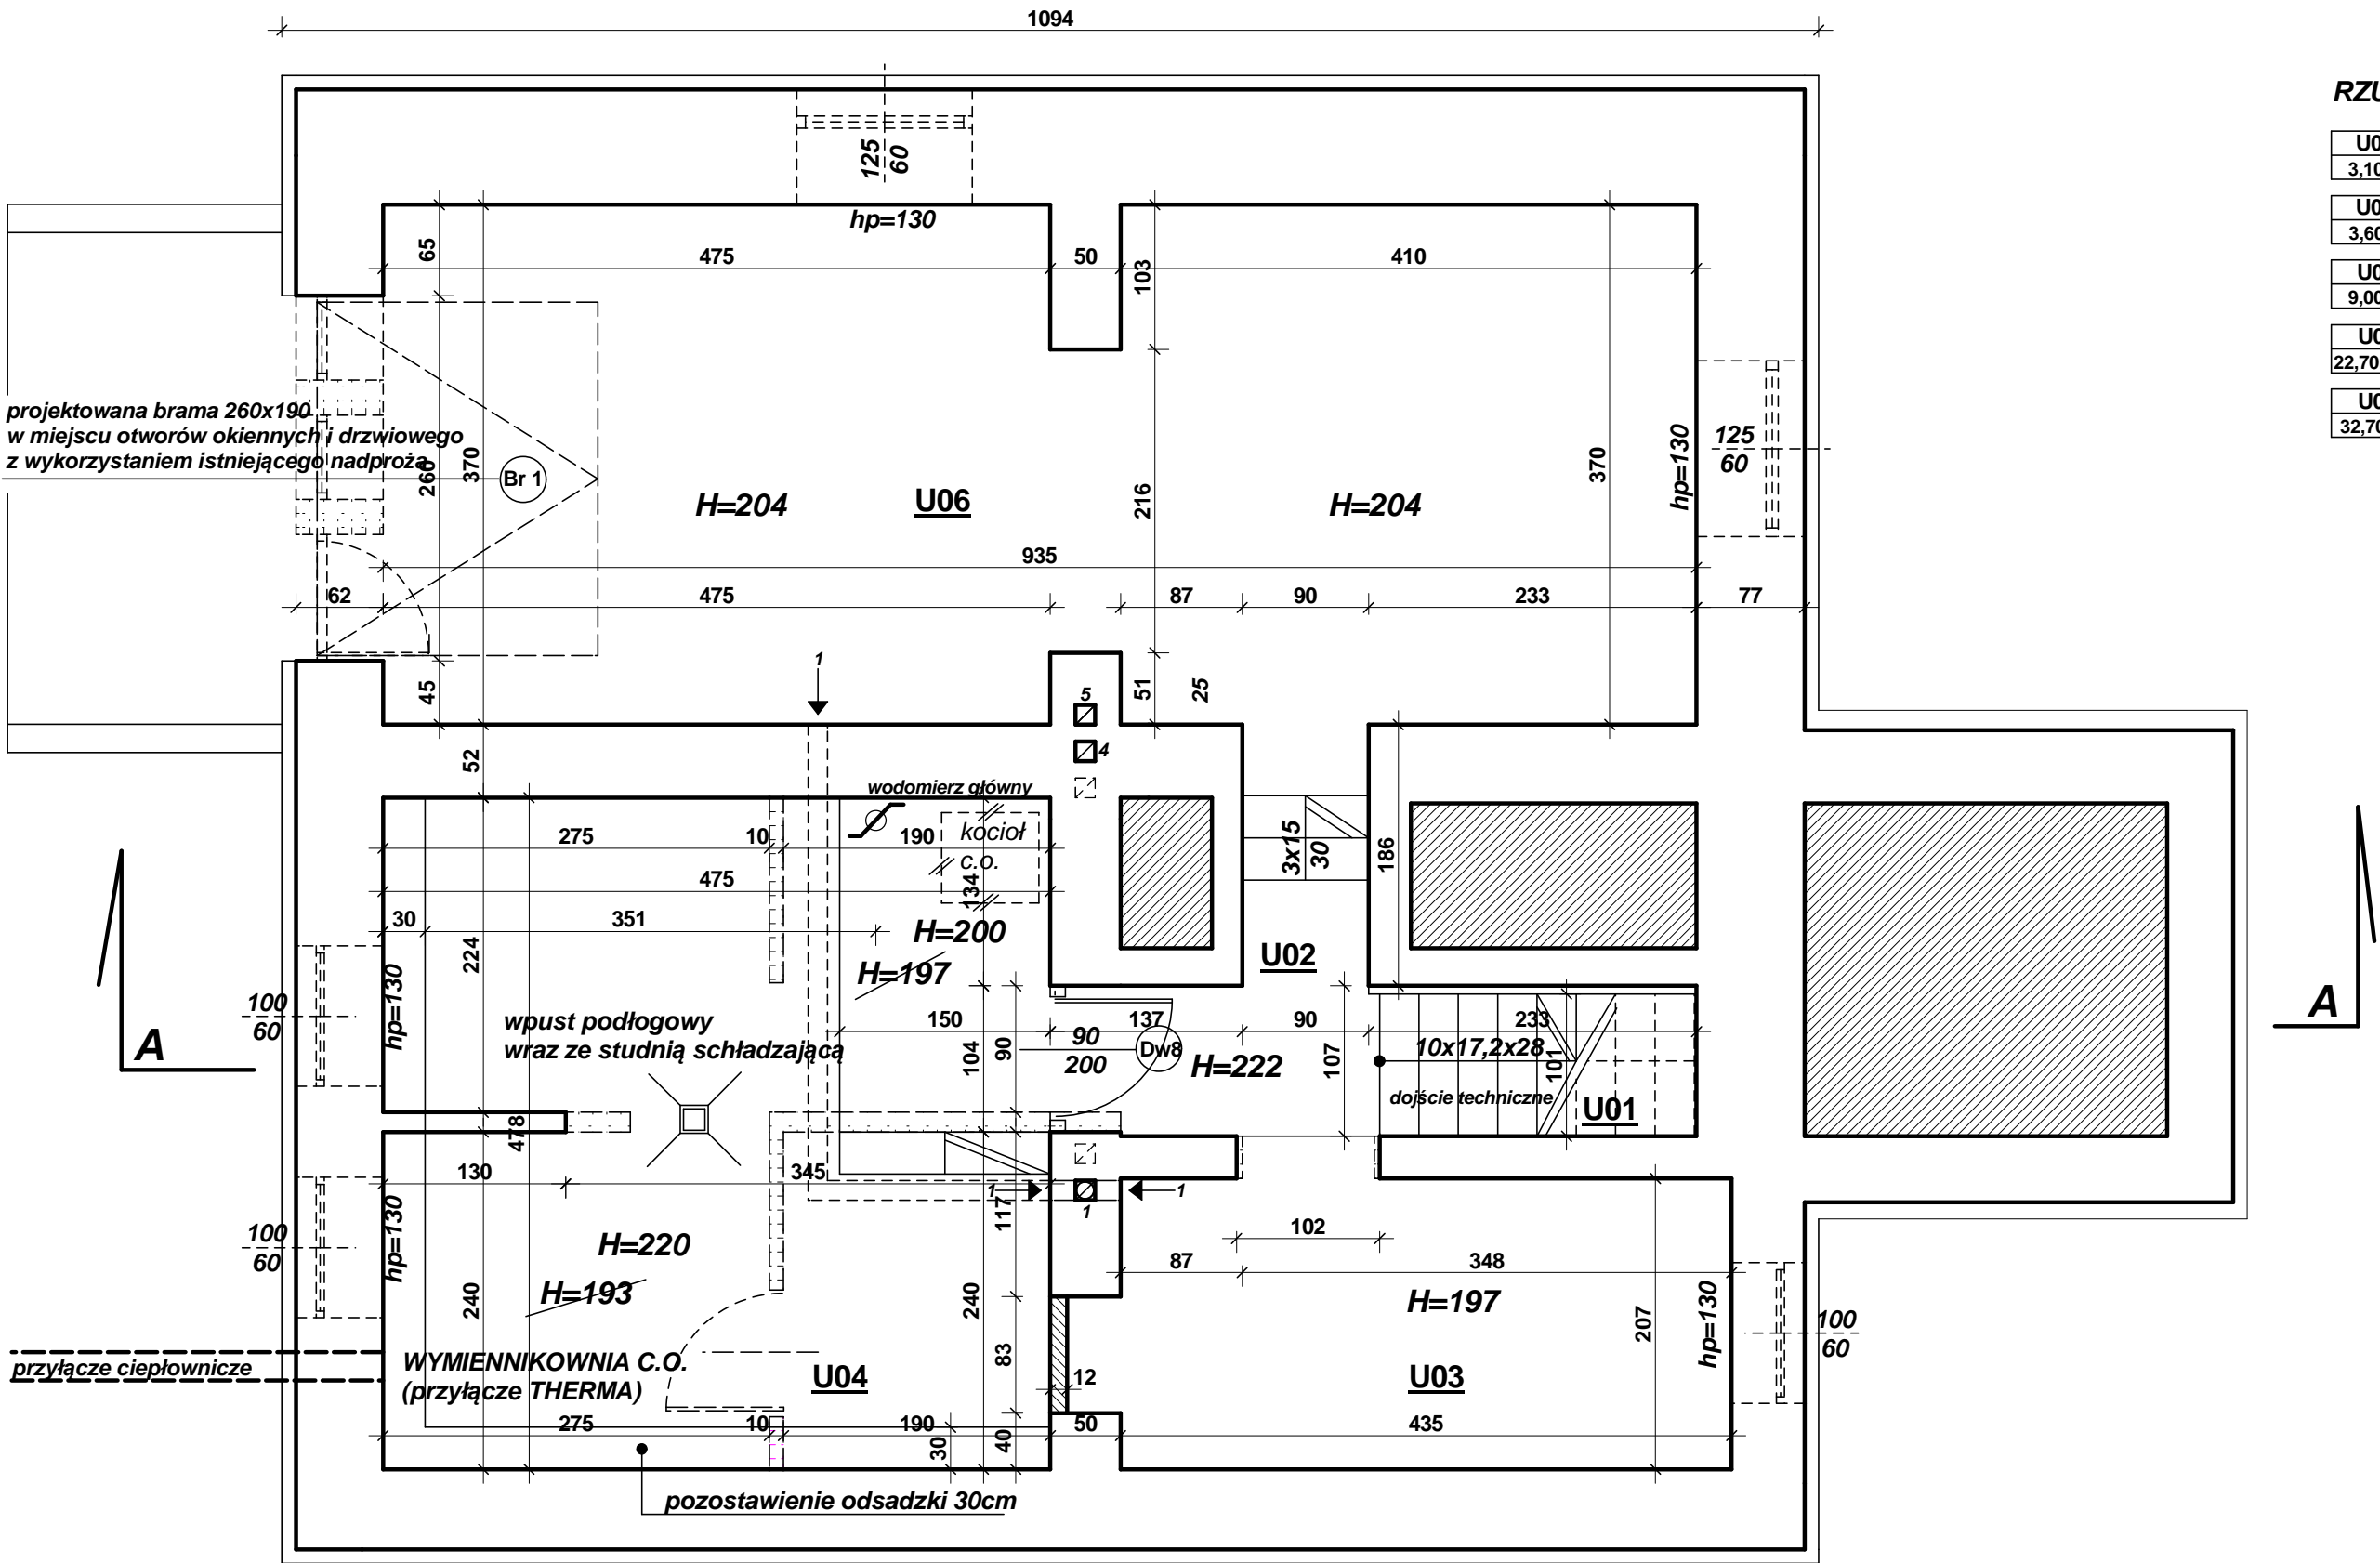 1094
RZU
U0
3,10
U0
3,60
U0
9,00
U0
22,70
U0
32,70
125
60
hp=130
65
475
50
103
410
projektowana brama 260x190
w miejscu otworów okiennych i drzwiowego
z wykorzystaniem istniejącego nadproża
260
370
Br 1
H=204
U06
216
H=204
370
hp=130
125
60
935
62
475
87
90
233
77
45
1
5
51
25
4
52
wodomierz główny
kocioł
c.o.
275
10
190
3x15
30
186
475
134
30
351
H=200
H=197
224
U02
100
60
hp=130
A
wpust podłogowy
wraz ze studnią schładzającą
150
137
90
233
104
90
90
200
Dw8
H=222
107
10x17,2x28
101
dojście techniczne
U01
A
478
130
345
1
1
1
117
100
60
hp=130
H=220
H=193
102
87
348
240
240
H=197
207
hp=130
100
60
przyłącze ciepłownicze
WYMIENNIKOWNIA C.O.
(przyłącze THERMA)
U04
83
12
U03
275
10
190
30
40
50
435
pozostawienie odsadzki 30cm